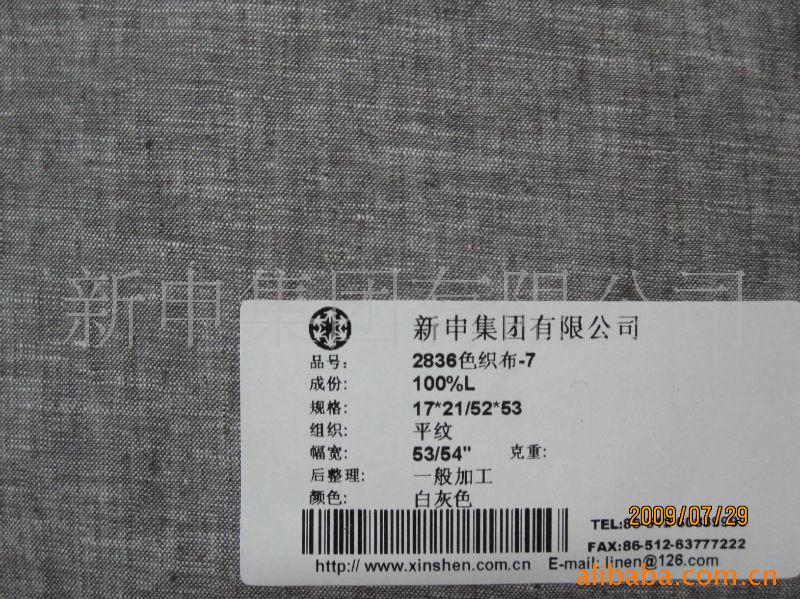 新申集团有限公司
新申集团有限公司
品号: 2836色织布-7
成份: 100%L
规格: 17*21/52*53
组织: 平纹
幅宽: 53/54" 克重:
后整理: 一般加工
颜色: 白灰色
2009/07/29
TEL:86
FAX:86-512-63777222
http://www.xinshen.com.cn E-mail: linen@126.com
alibaba.com.cn